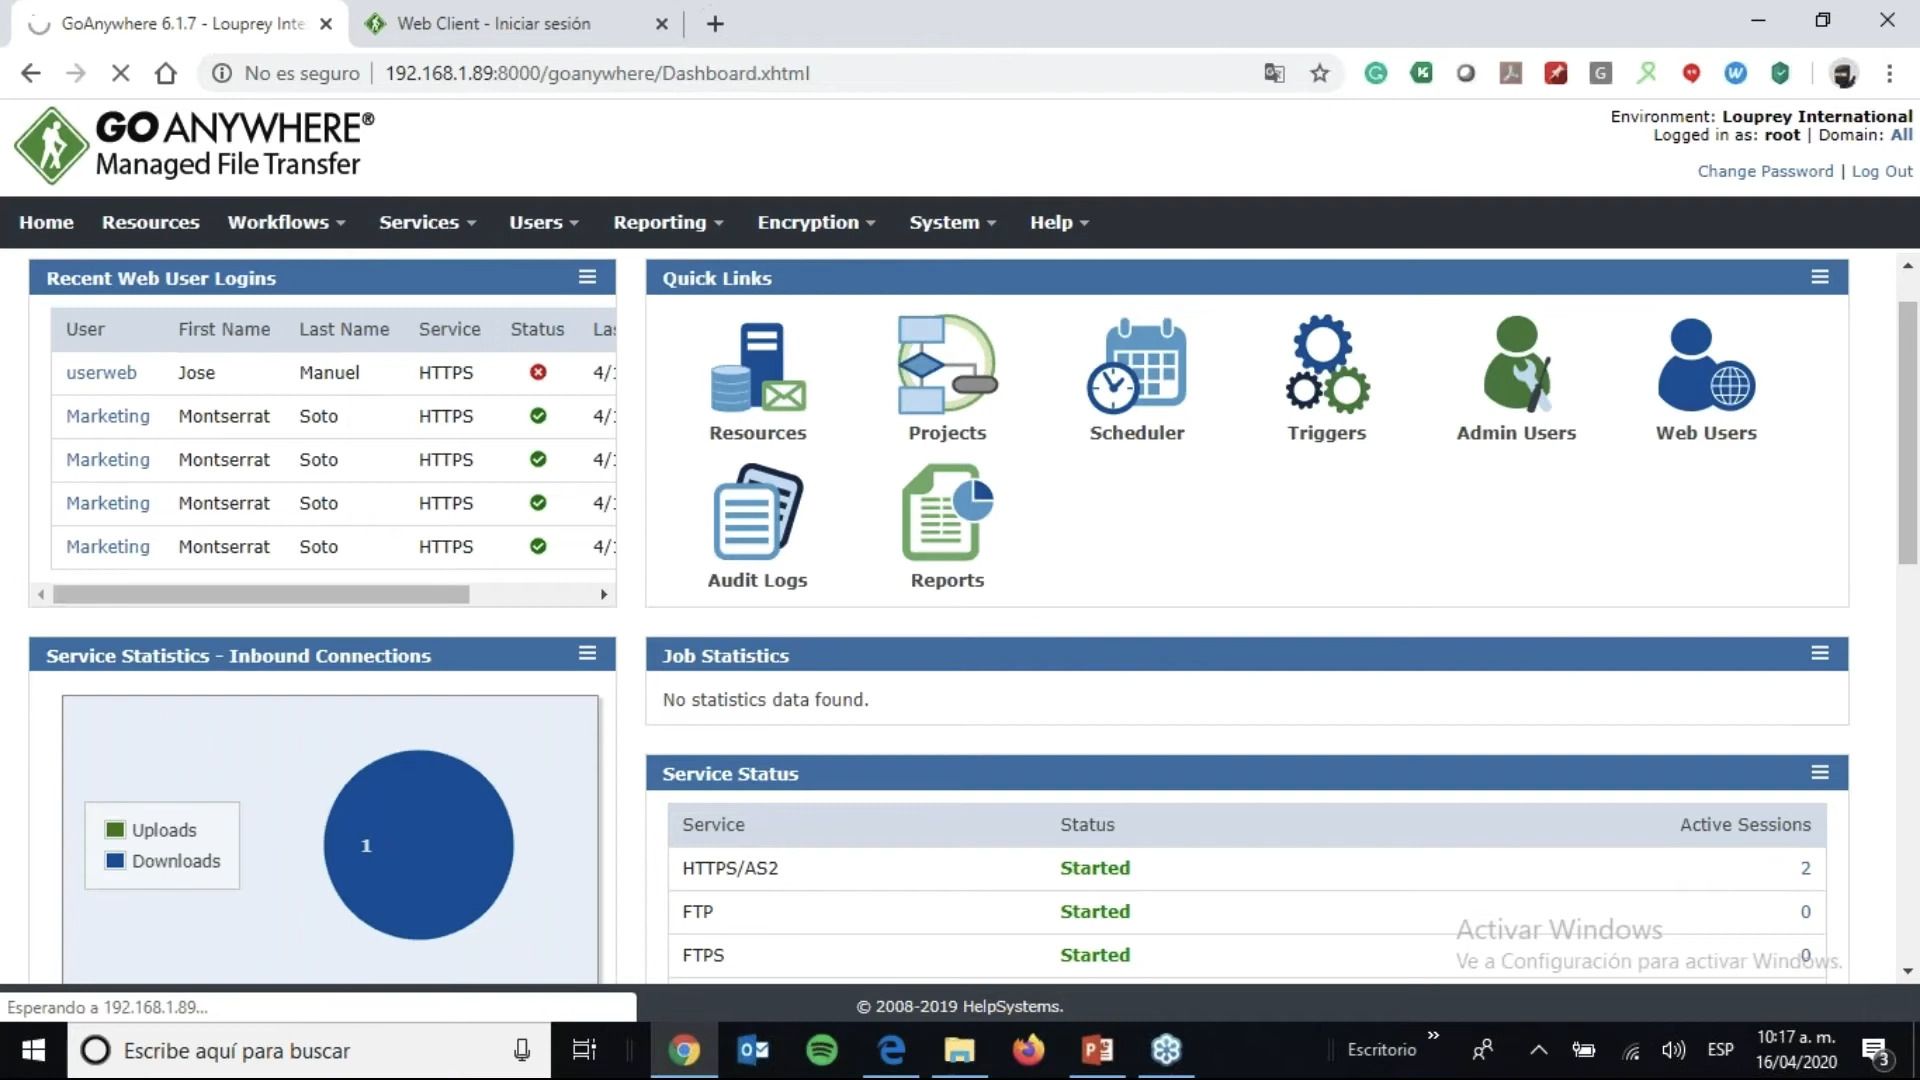 GoAnywhere 6.1.7 - Louprey Inte
Web Client - Iniciar sesión
No es seguro
192.168.1.89:8000/goanywhere/Dashboard.xhtml
GO ANYWHERE®
Managed File Transfer
Environment: Louprey International
Logged in as: root | Domain: All
Change Password | Log Out
Home Resources Workflows Services Users Reporting Encryption System Help
Recent Web User Logins
User First Name Last Name Service Status
userweb Jose Manuel HTTPS 4/
Marketing Montserrat Soto HTTPS 4/
Marketing Montserrat Soto HTTPS 4/
Marketing Montserrat Soto HTTPS 4/
Marketing Montserrat Soto HTTPS 4/
Quick Links
Resources Projects Scheduler Triggers Admin Users Web Users
Audit Logs Reports
Service Statistics - Inbound Connections
Uploads
Downloads
1
Job Statistics
No statistics data found.
Service Status
Service Status Active Sessions
HTTPS/AS2 Started 2
FTP Started 0
FTPS Started 0
Activar Windows
Ve a Configuración para activar Windows.
Esperando a 192.168.1.89...
© 2008-2019 HelpSystems.
Escribe aquí para buscar
Escritorio
ESP
10:17 a. m.
16/04/2020
3